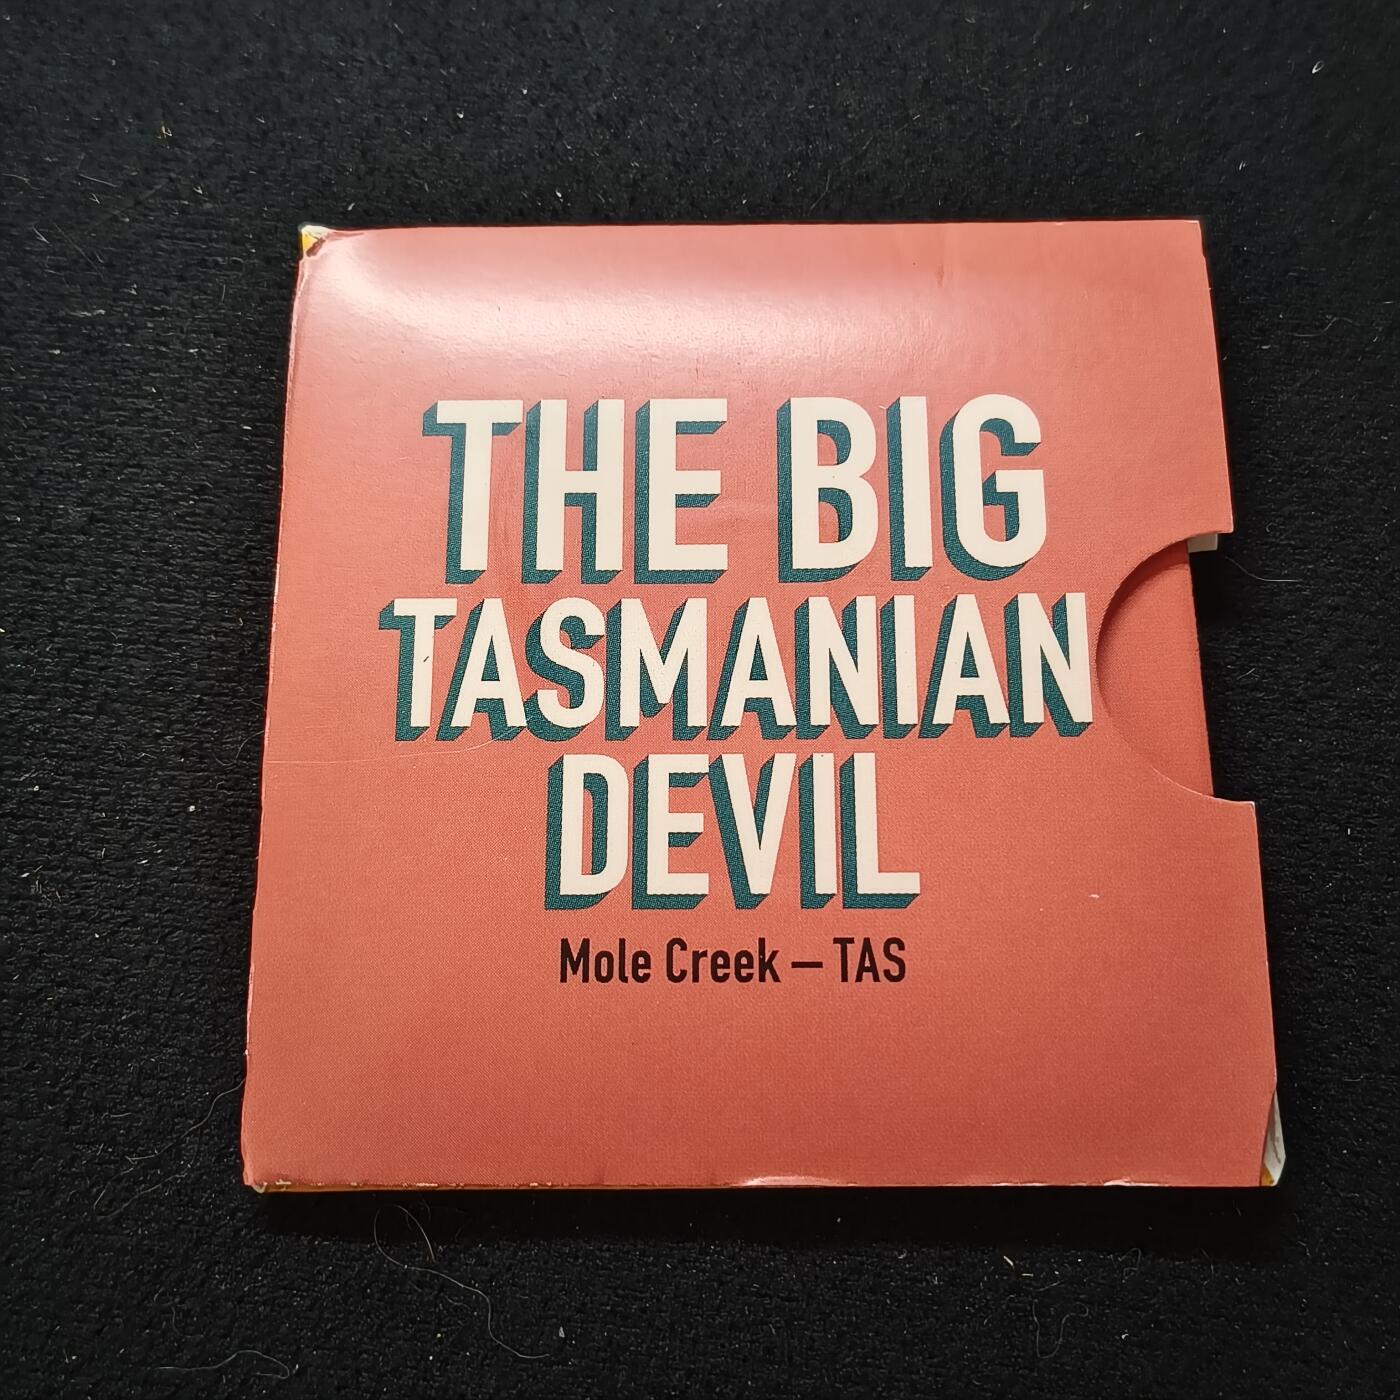 THE BIG
TASMANIAN
DEVIL
Mole Creek – TAS